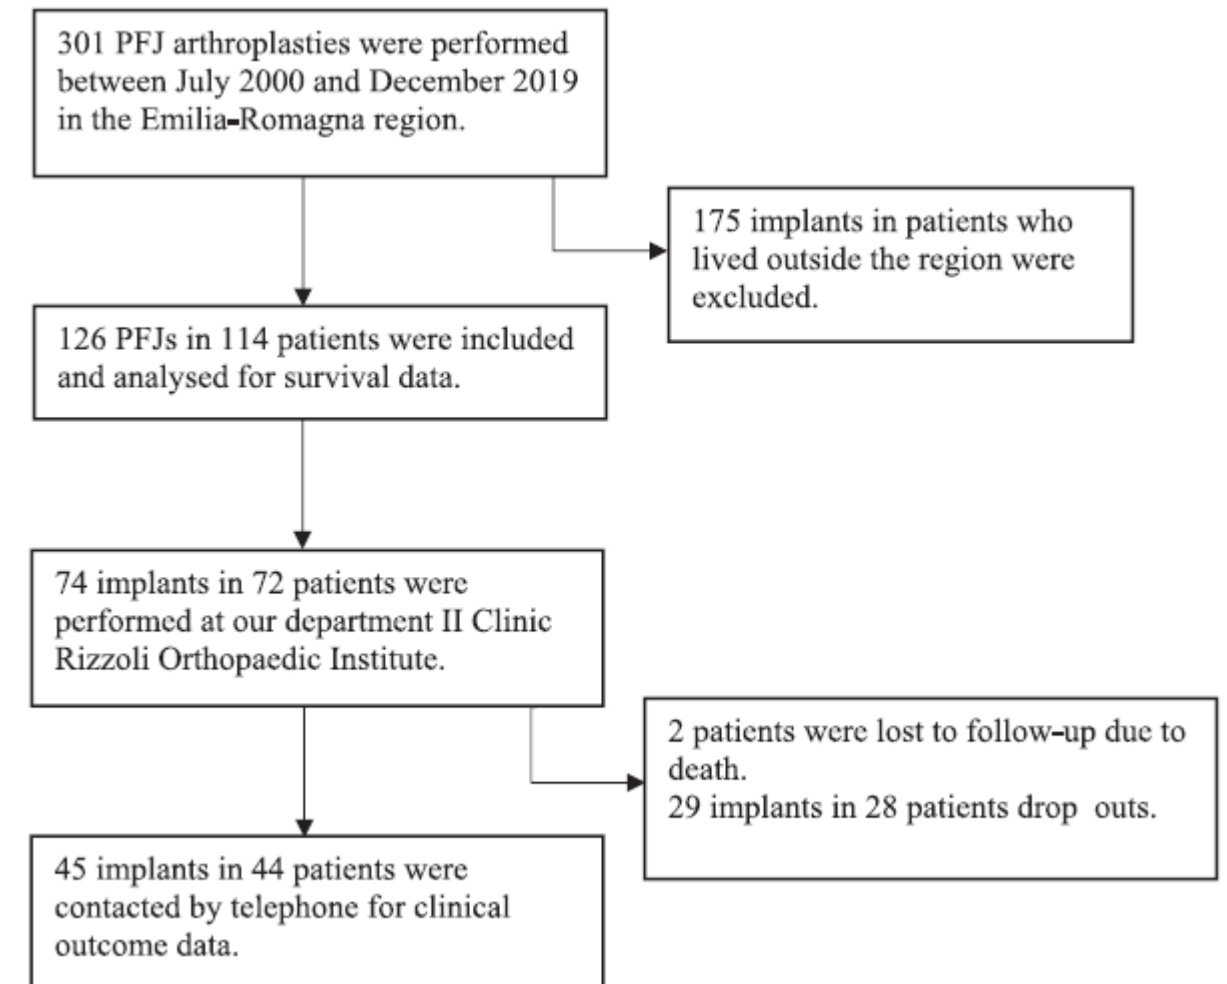 301 PFJ arthroplasties were performed
between July 2000 and December 2019
in the Emilia-Romagna region.
175 implants in patients who
lived outside the region were
excluded.
126 PFJs in 114 patients were included
and analysed for survival data.
74 implants in 72 patients were
performed at our department II Clinic
Rizzoli Orthopaedic Institute.
2 patients were lost to follow-up due to
death.
29 implants in 28 patients drop outs.
45 implants in 44 patients were
contacted by telephone for clinical
outcome data.